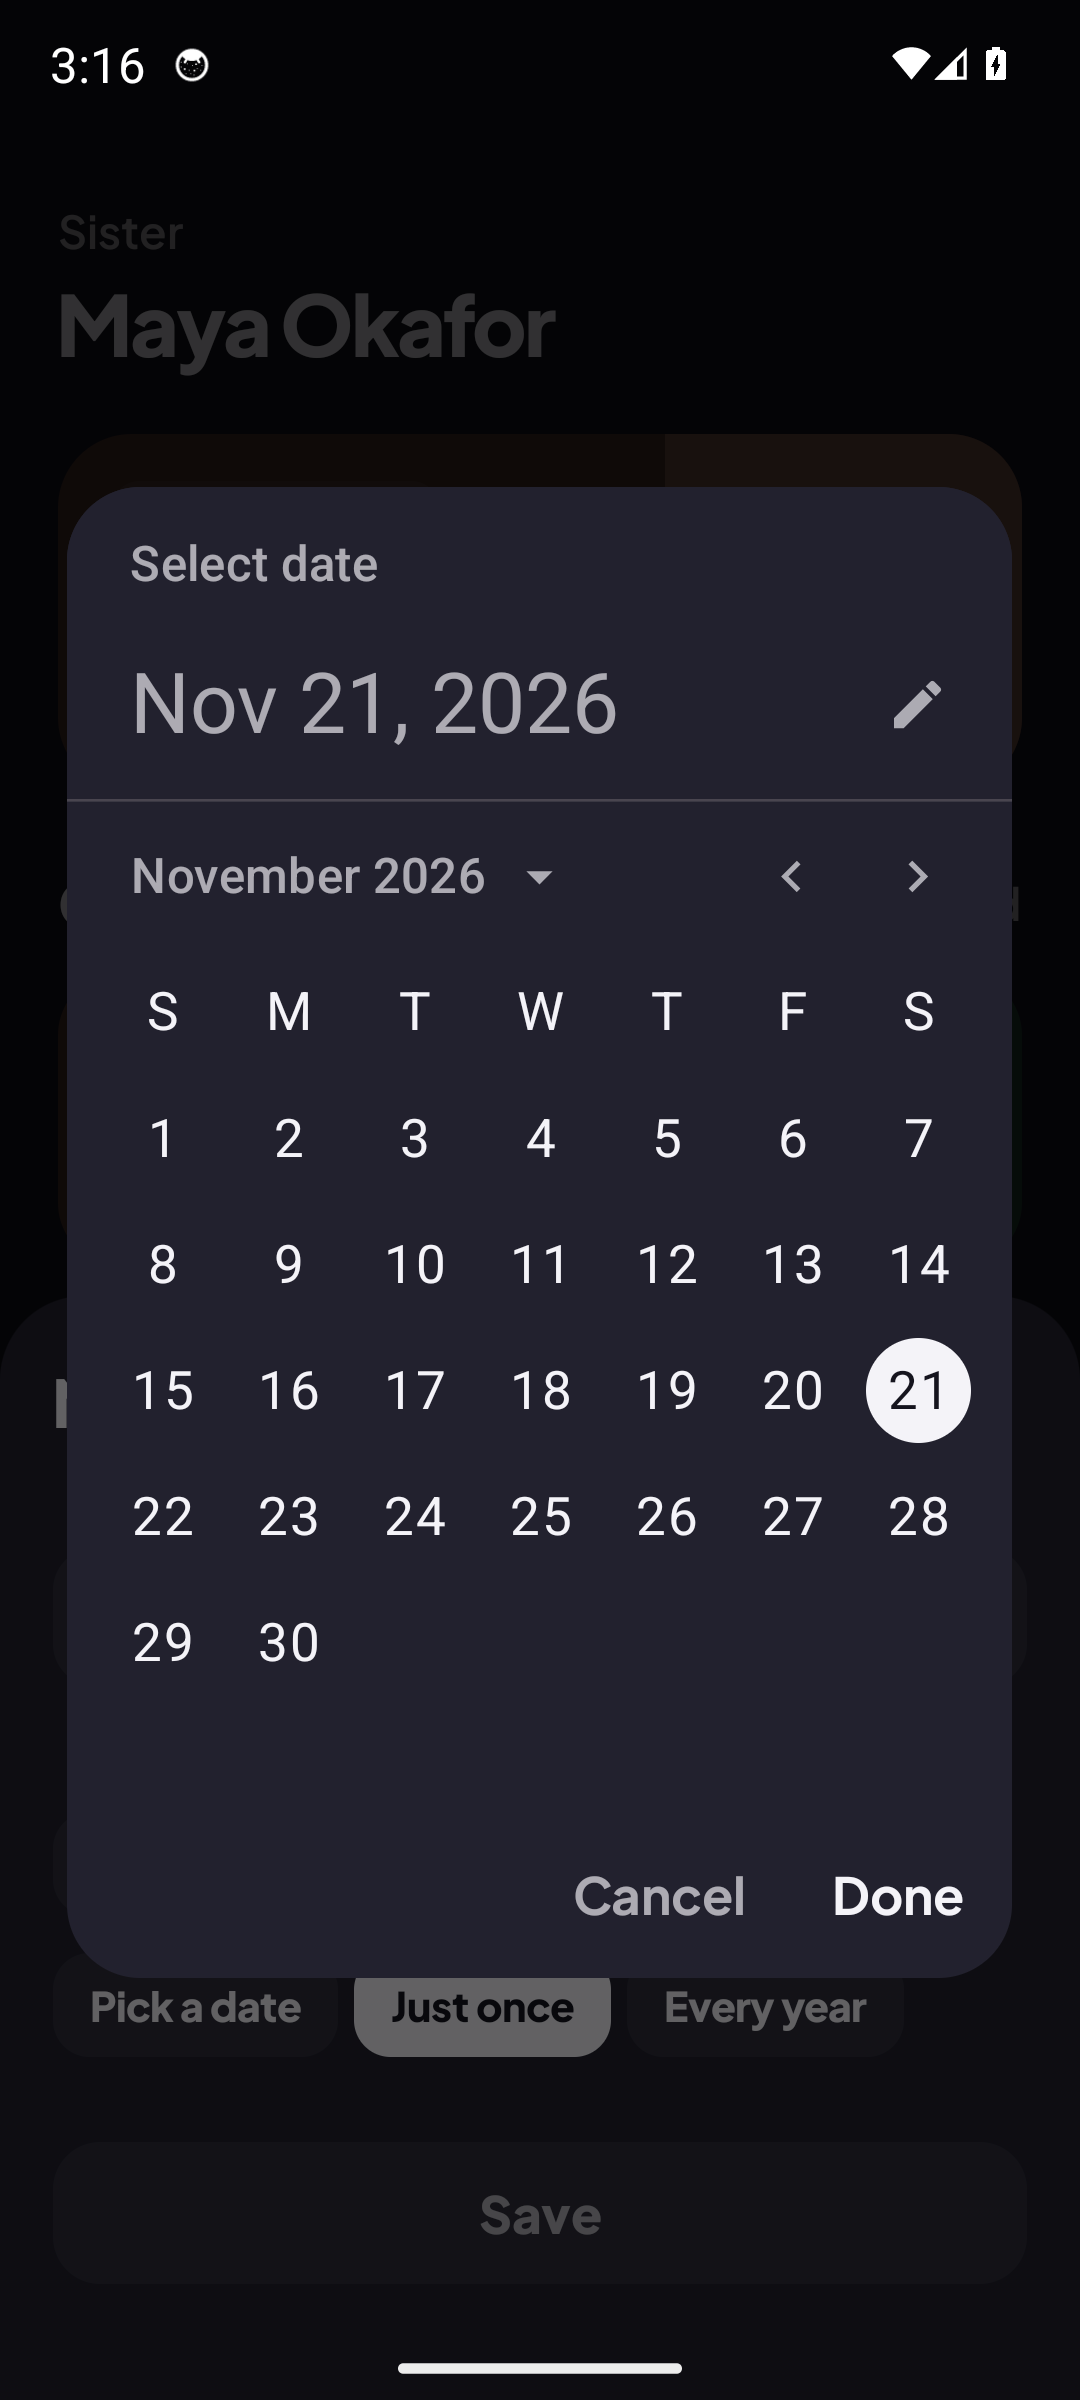 3:16
Sister
Maya Okafor
Select date
Nov 21, 2026
November 2026
S M T W T F S
1 2 3 4 5 6 7
8 9 10 11 12 13 14
15 16 17 18 19 20 21
22 23 24 25 26 27 28
29 30
Cancel Done
Pick a date Just once Every year
Save